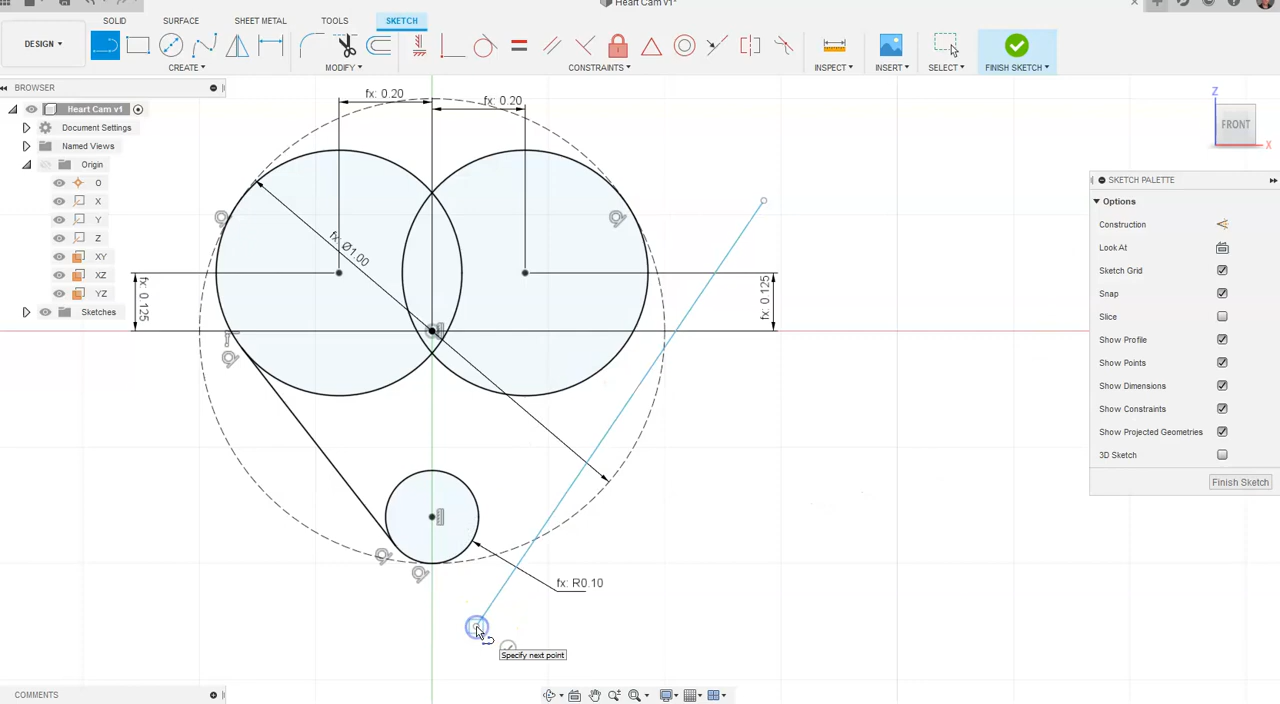 Heart Cam v1*
SOLID
SURFACE
SHEET METAL
TOOLS
SKETCH
DESIGN
CREATE
MODIFY
CONSTRAINTS
INSPECT
INSERT
SELECT
FINISH SKETCH
BROWSER
Heart Cam v1
Document Settings
Named Views
Origin
O
X
Y
Z
XY
XZ
YZ
Sketches
fx: 0.20
fx: 0.20
fx: Ø1.00
fx: 0.125
fx: 0.125
fx: R0.10
Specify next point
Z
FRONT
X
SKETCH PALETTE
Options
Construction
Look At
Sketch Grid
Snap
Slice
Show Profile
Show Points
Show Dimensions
Show Constraints
Show Projected Geometries
3D Sketch
Finish Sketch
COMMENTS